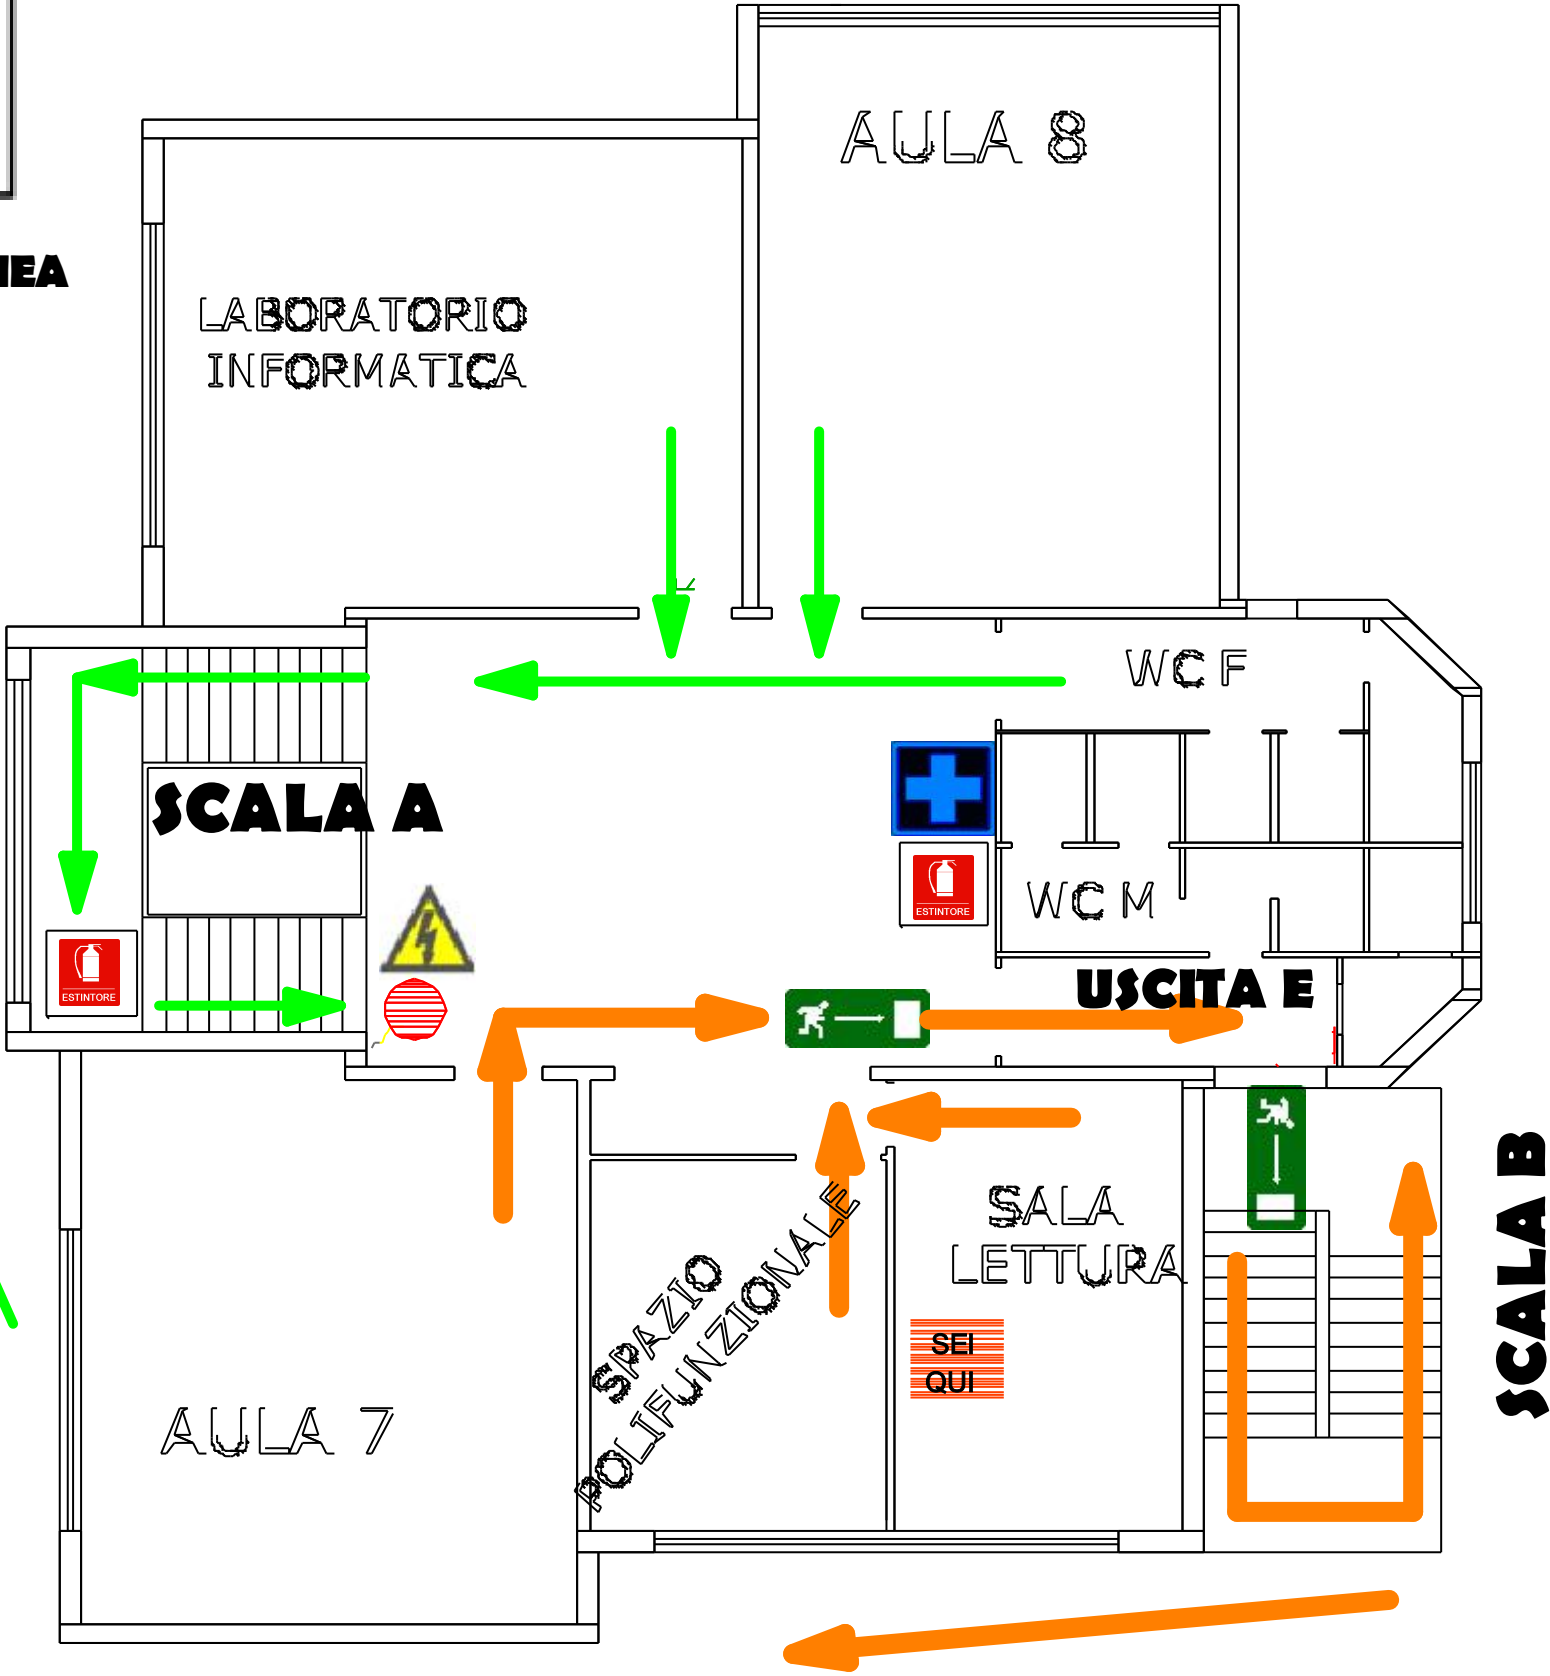 AULA 8
LABORATORIO
INFORMATICA
WC F
SCALA A
ESTINTORE
WC M
ESTINTORE
USCITA E
SALA
LETTURA
SPAZIO
POLIFUNZIONALE
SEI
QUI
AULA 7
SCALA B